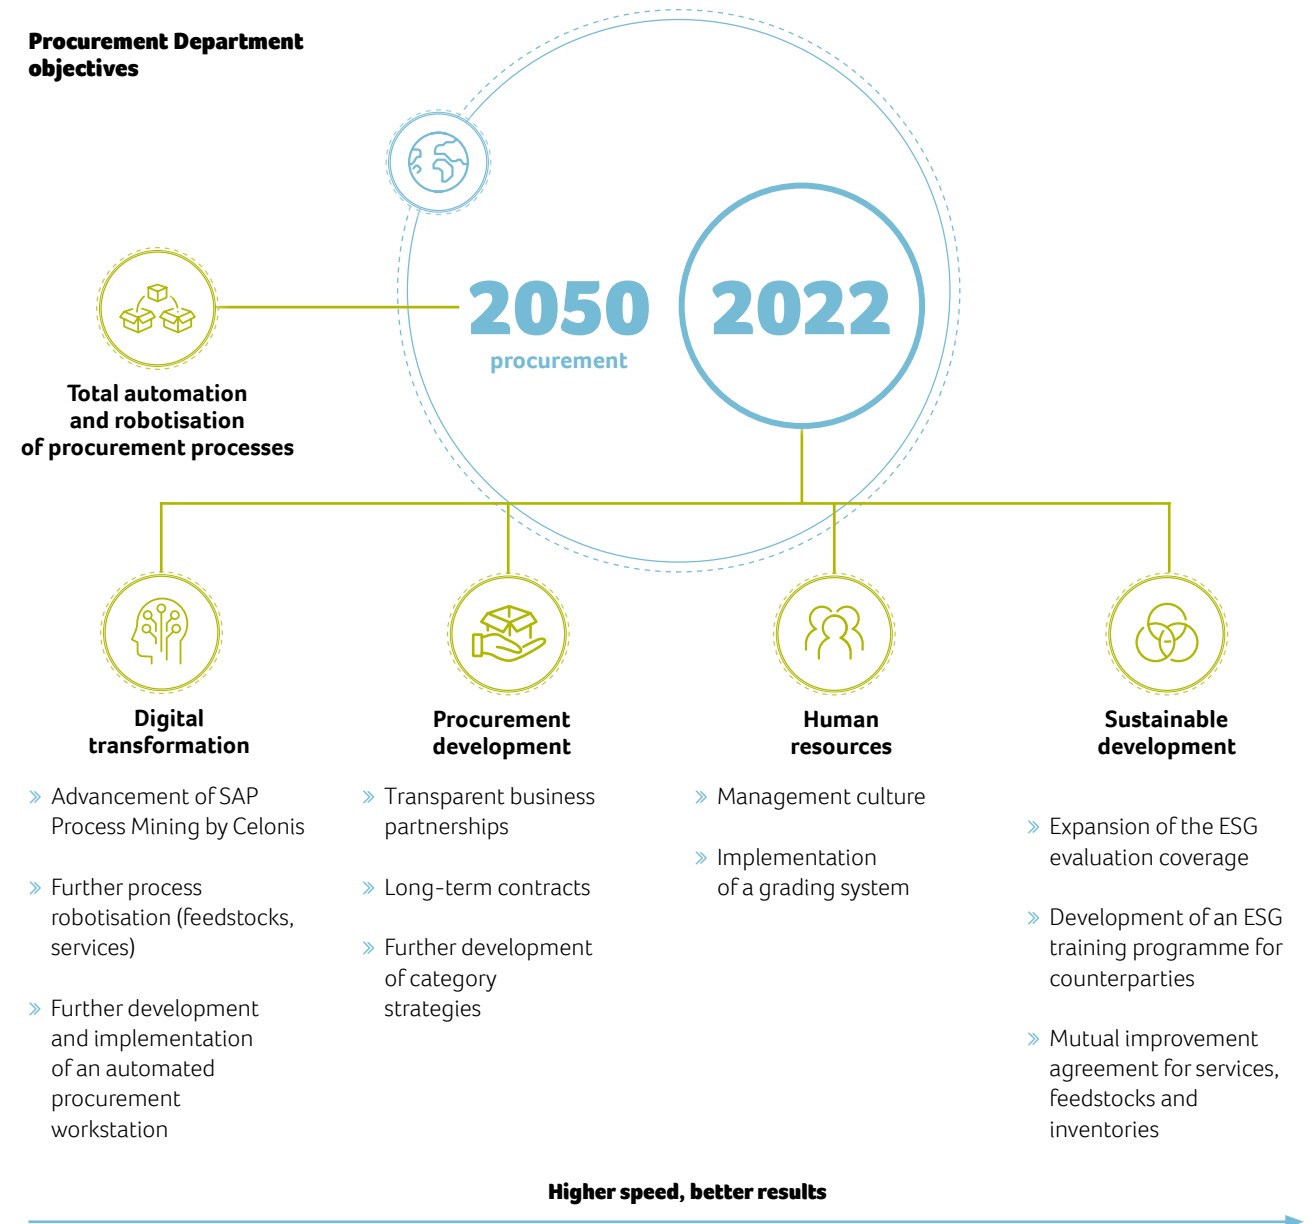 Procurement Department
objectives
2050
procurement
2022
Total automation
and robotisation
of procurement processes
Digital
transformation
» Advancement of SAP
Process Mining by Celonis
» Further process
robotisation (feedstocks,
services)
» Further development
and implementation
of an automated
procurement
workstation
Procurement
development
» Transparent business
partnerships
» Long-term contracts
» Further development
of category
strategies
Human
resources
» Management culture
» Implementation
of a grading system
Sustainable
development
» Expansion of the ESG
evaluation coverage
» Development of an ESG
training programme for
counterparties
» Mutual improvement
agreement for services,
feedstocks and
inventories
Higher speed, better results